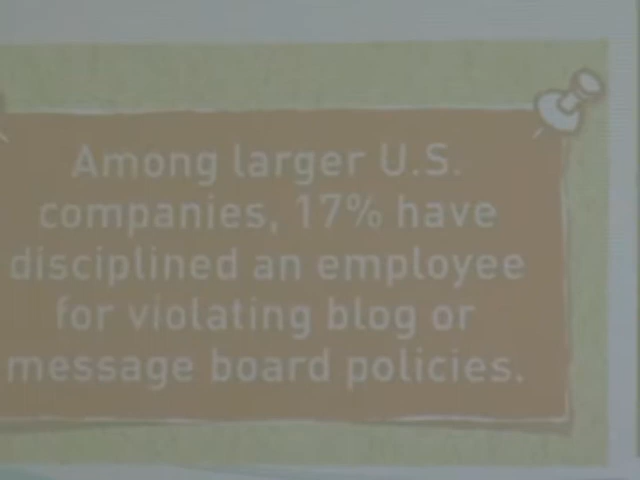 Among larger U.S.
companies, 17% have
disciplined an employee
for violating blog or
message board policies.